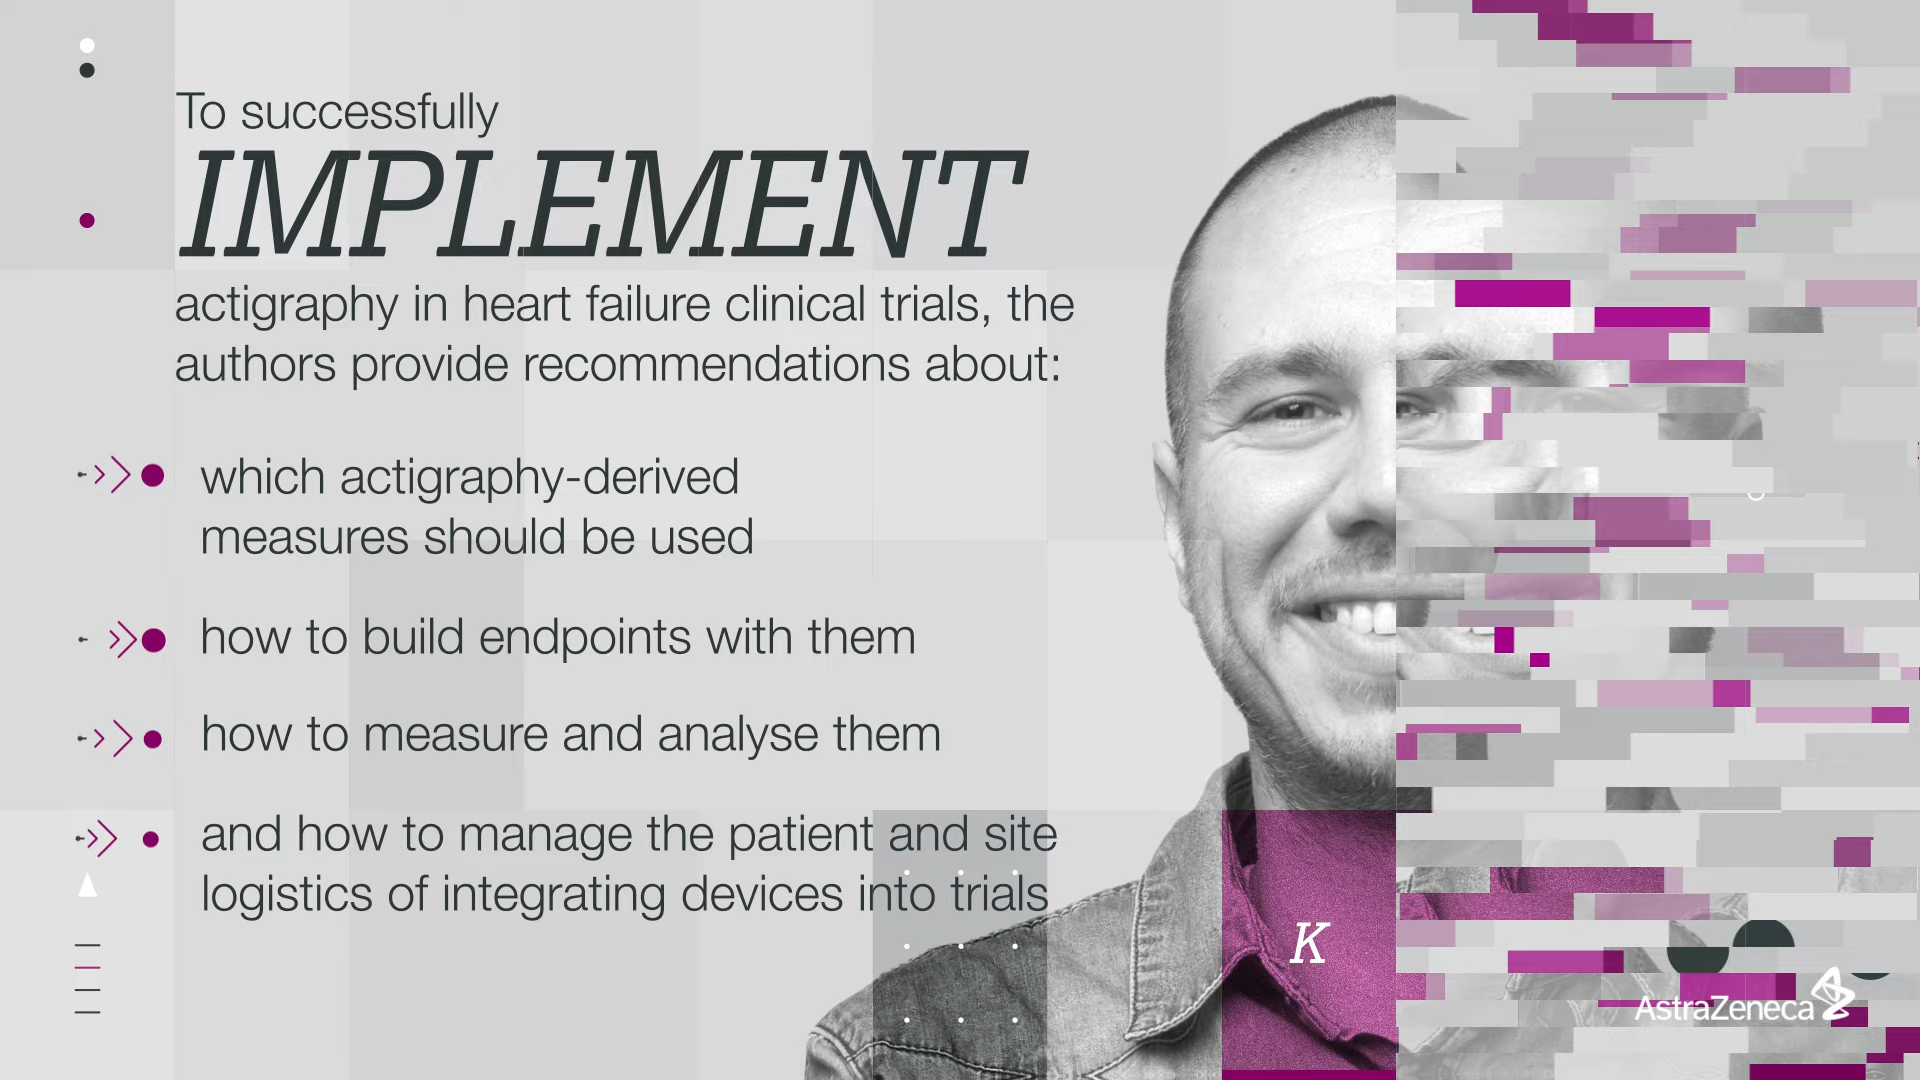 To successfully
IMPLEMENT
actigraphy in heart failure clinical trials, the
authors provide recommendations about:
which actigraphy-derived
measures should be used
how to build endpoints with them
how to measure and analyse them
and how to manage the patient and site
logistics of integrating devices into trials
K
AstraZeneca